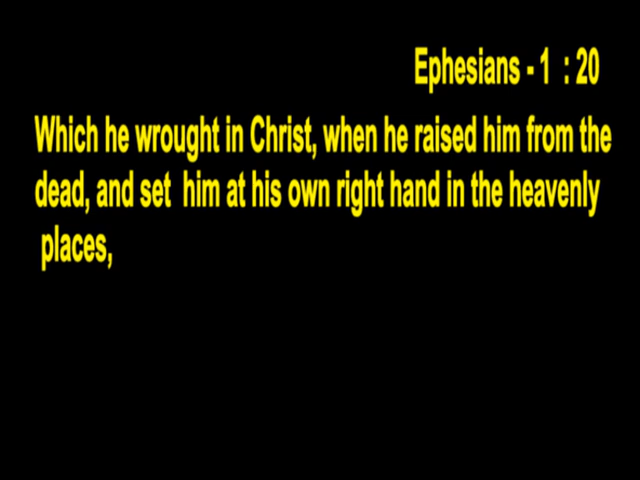 Ephesians - 1 : 20
Which he wrought in Christ, when he raised him from the
dead, and set him at his own right hand in the heavenly
places,